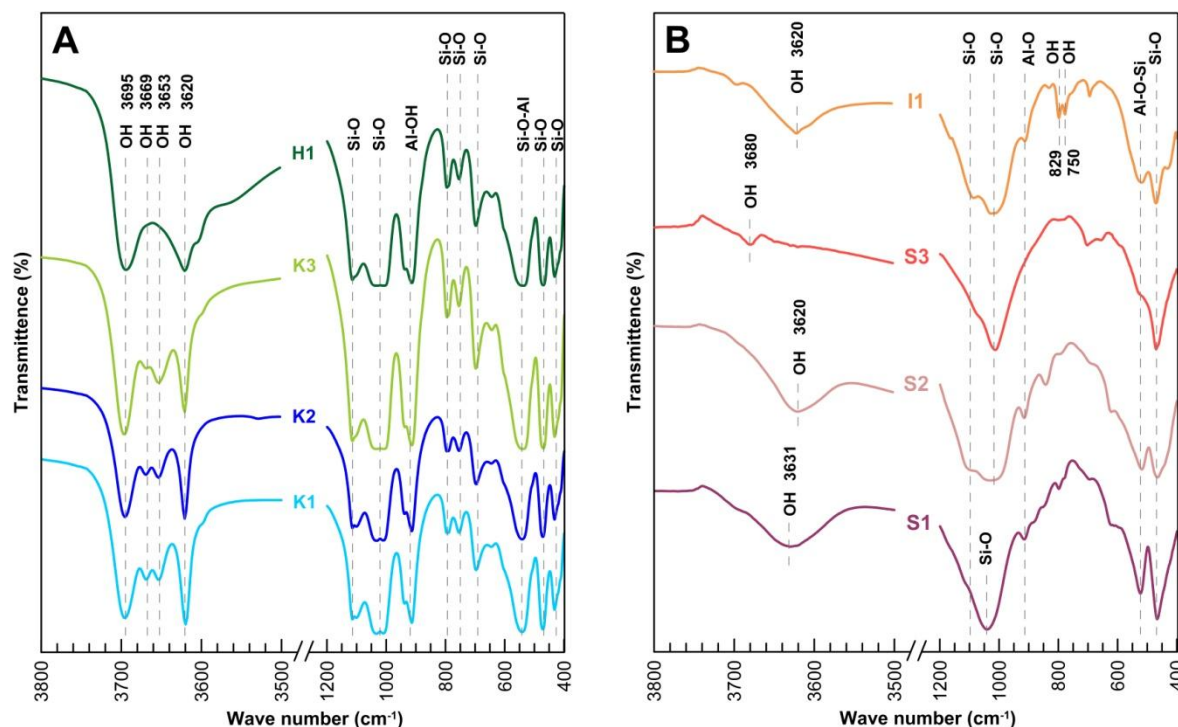 A
OH 3695
OH 3669
OH 3653
OH 3620
Si-O
Si-O
Al-OH
Si-O
Si-O
Si-O
Si-O-Al
Si-O
Si-O
H1
K3
K2
K1
Transmittence (%)
3800
3700
3600
3500
1200
1000
800
600
400
Wave number (cm⁻¹)
B
OH 3620
Si-O
Si-O
Al-O
OH
OH
Al-O-Si
Si-O
I1
829
750
OH 3680
S3
OH 3620
S2
OH 3631
Si-O
S1
Transmittence (%)
3800
3700
3600
3500
1200
1000
800
600
400
Wave number (cm⁻¹)